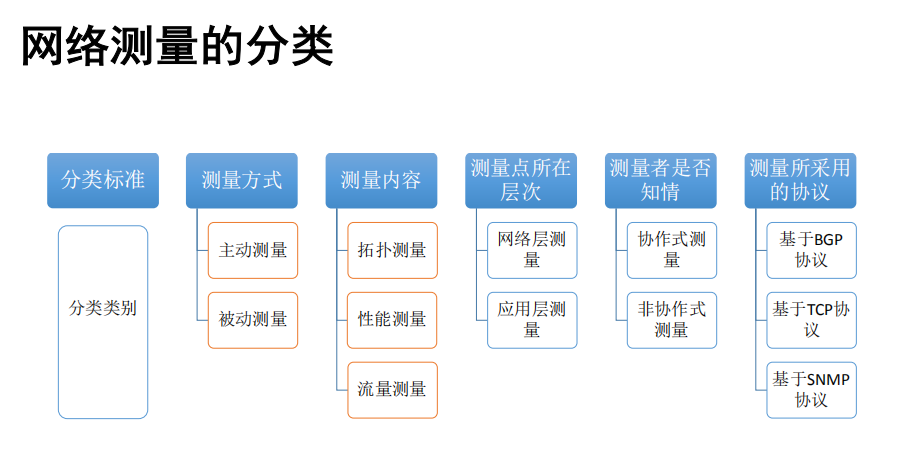 网络测量的分类
分类标准
分类类别
测量方式
主动测量
被动测量
测量内容
拓扑测量
性能测量
流量测量
测量点所在
层次
网络层测
量
应用层测
量
测量者是否
知情
协作式测
量
非协作式
测量
测量所采用
的协议
基于BGP
协议
基于TCP协
议
基于SNMP
协议